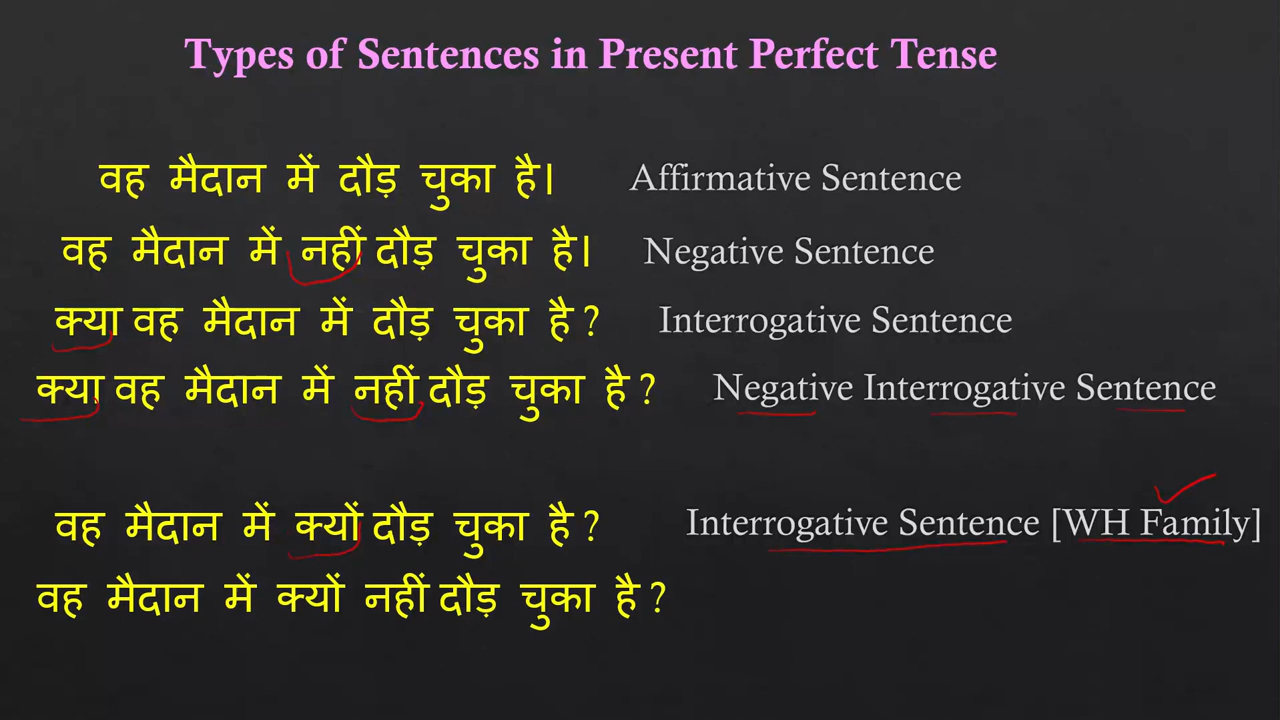 Types of Sentences in Present Perfect Tense
वह मैदान में दौड़ चुका है। Affirmative Sentence
वह मैदान में नहीं दौड़ चुका है। Negative Sentence
क्या वह मैदान में दौड़ चुका है ? Interrogative Sentence
क्या वह मैदान में नहीं दौड़ चुका है ? Negative Interrogative Sentence
वह मैदान में क्यों दौड़ चुका है ? Interrogative Sentence [WH Family]
वह मैदान में क्यों नहीं दौड़ चुका है ?